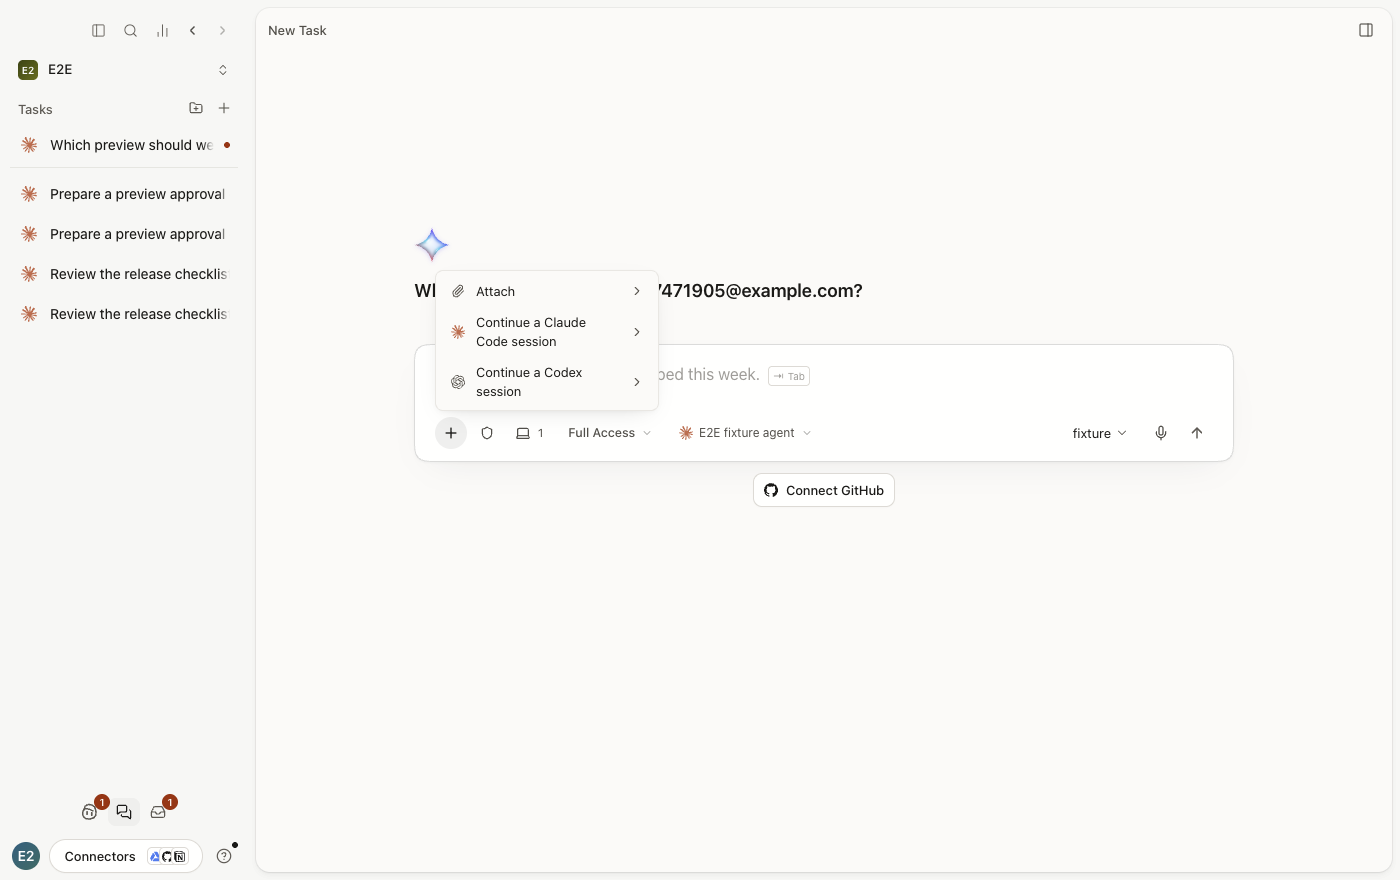 New Task
E2 E2E
Tasks
Which preview should we
Prepare a preview approval
Prepare a preview approval
Review the release checklis
Review the release checklis
471905@example.com?
Attach
Continue a Claude
Code session
Continue a Codex
session
this week. Tab
1 Full Access E2E fixture agent fixture
Connect GitHub
1 1
E2 Connectors